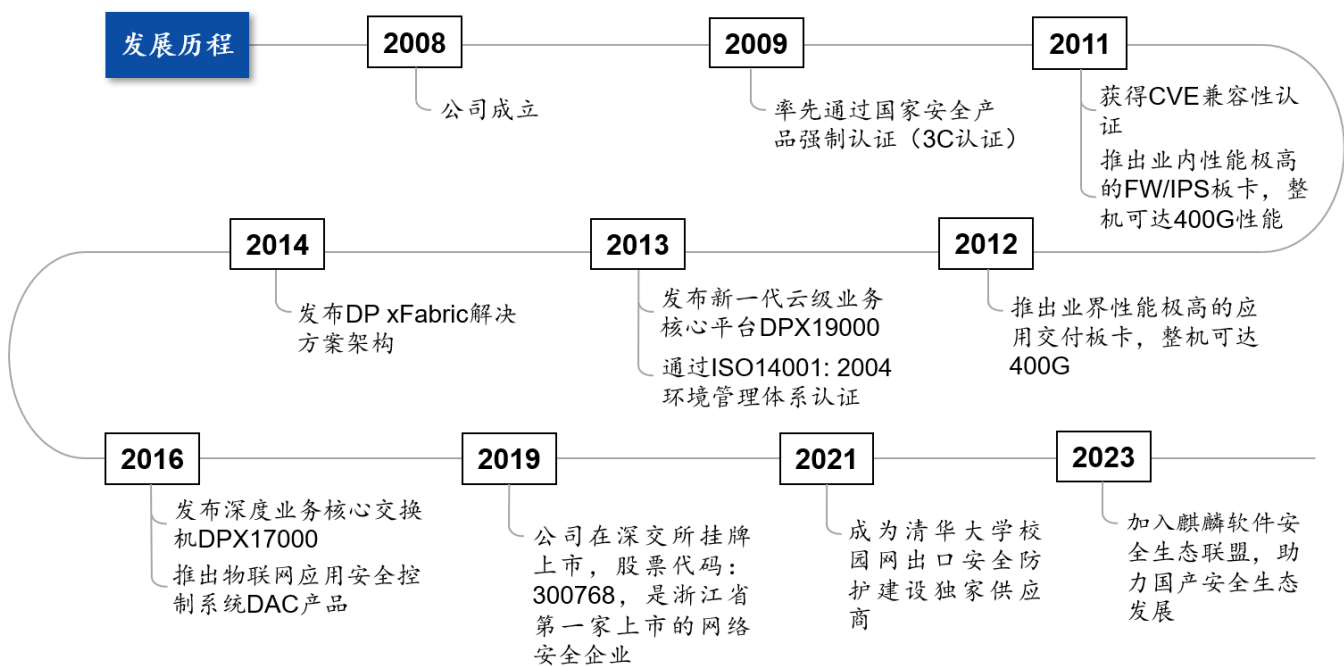 发展历程
2008
公司成立
2009
率先通过国家安全产
品强制认证（3C认证）
2011
获得CVE兼容性认
证
推出业内性能极高
的FW/IPS板卡，整
机可达400G性能
2012
推出业界性能极高的应
用交付板卡，整机可达
400G
2013
发布新一代云级业务
核心平台DPX19000
通过ISO14001: 2004
环境管理体系认证
2014
发布DP xFabric解决
方案架构
2016
发布深度业务核心交换
机DPX17000
推出物联网应用安全控
制系统DAC产品
2019
公司在深交所挂牌
上市，股票代码：
300768，是浙江省
第一家上市的网络
安全企业
2021
成为清华大学校
园网出口安全防
护建设独家供应
商
2023
加入麒麟软件安
全生态联盟，助
力国产安全生态
发展